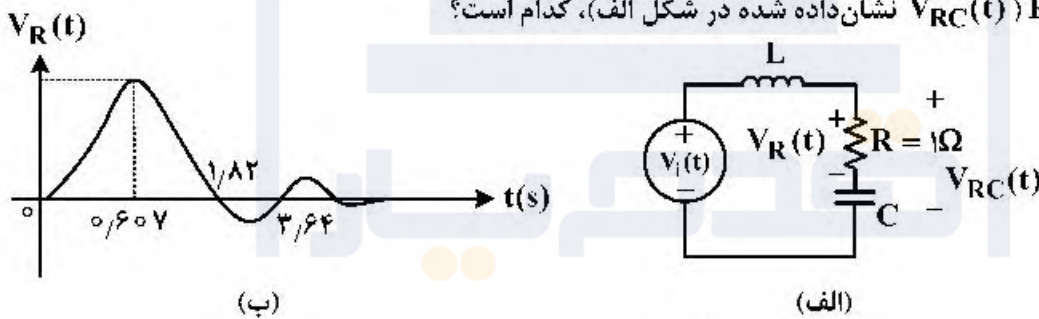 V_RC(t)) نشان‌داده شده در شکل الف)، کدام است؟
V_R(t)
۱/۸۲
t(s)
۰
۰/۶۰۷
۳/۶۴
(ب)
L
+
+
+
V_i(t)
V_R(t)
R = ۱Ω
−
−
V_RC(t)
C
−
(الف)